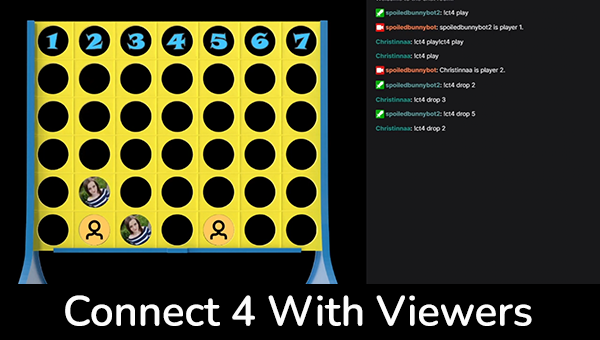 1 2 3 4 5 6 7
spoiledbunnybot2: !ct4 play
spoiledbunnybot: spoiledbunnybot2 is player 1.
Christinnaa: !ct4 play!ct4 play
Christinnaa: !ct4 play
spoiledbunnybot: Christinnaa is player 2.
spoiledbunnybot2: !ct4 drop 2
Christinnaa: !ct4 drop 3
spoiledbunnybot2: !ct4 drop 5
Christinnaa: !ct4 drop 2
Connect 4 With Viewers